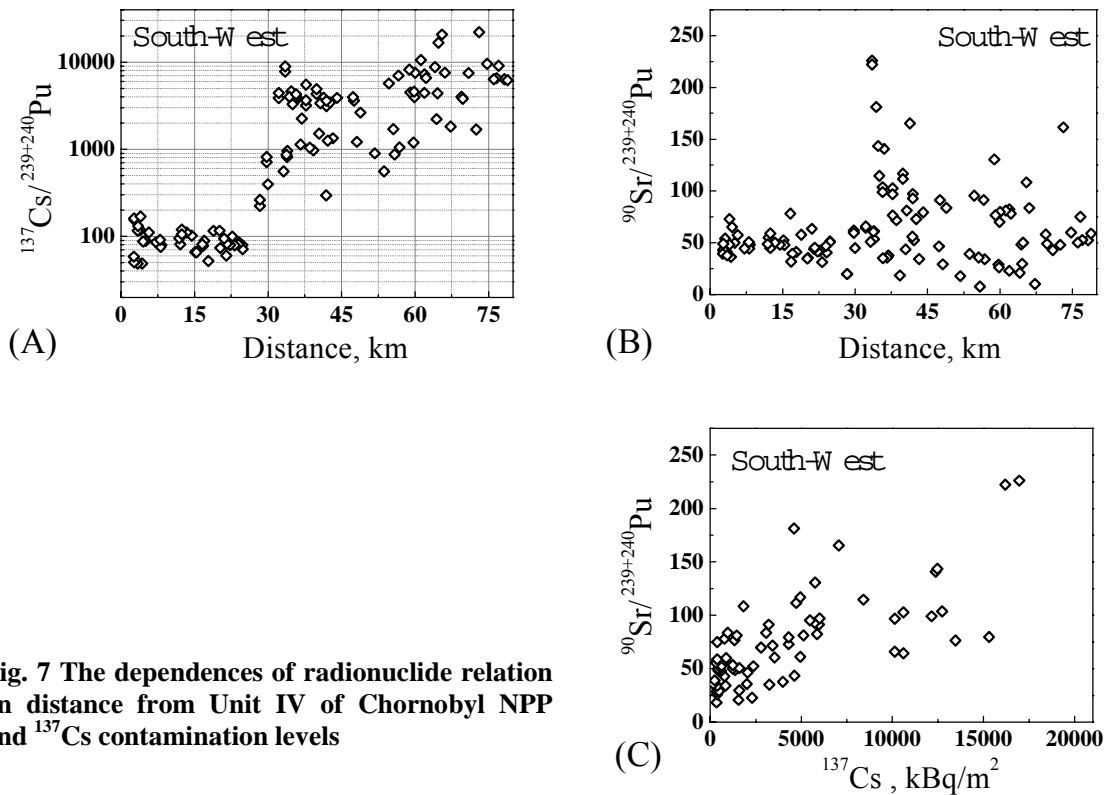 South-West
10000
1000
100
0 15 30 45 60 75
Distance, km
137Cs/239+240Pu
(A)
South-West
250
200
150
100
50
0
0 15 30 45 60 75
Distance, km
90Sr/239+240Pu
(B)
South-West
250
200
150
100
50
0
0 5000 10000 15000 20000
137Cs , kBq/m2
90Sr/239+240Pu
(C)
ig. 7 The dependences of radionuclide relation
n distance from Unit IV of Chornobyl NPP
nd 137Cs contamination levels